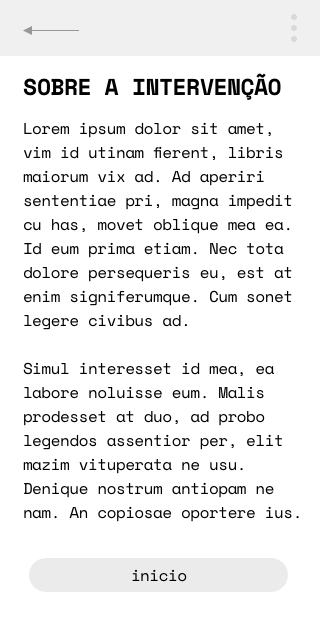 SOBRE A INTERVENÇÃO
Lorem ipsum dolor sit amet,
vim id utinam fierent, libris
maiorum vix ad. Ad aperiri
sententiae pri, magna impedit
cu has, movet oblique mea ea.
Id eum prima etiam. Nec tota
dolore persequeris eu, est at
enim signiferumque. Cum sonet
legere civibus ad.

Simul interesset id mea, ea
labore noluisse eum. Malis
prodesset at duo, ad probo
legendos assentior per, elit
mazim vituperata ne usu.
Denique nostrum antiopam ne
nam. An copiosae oportere ius.
inicio